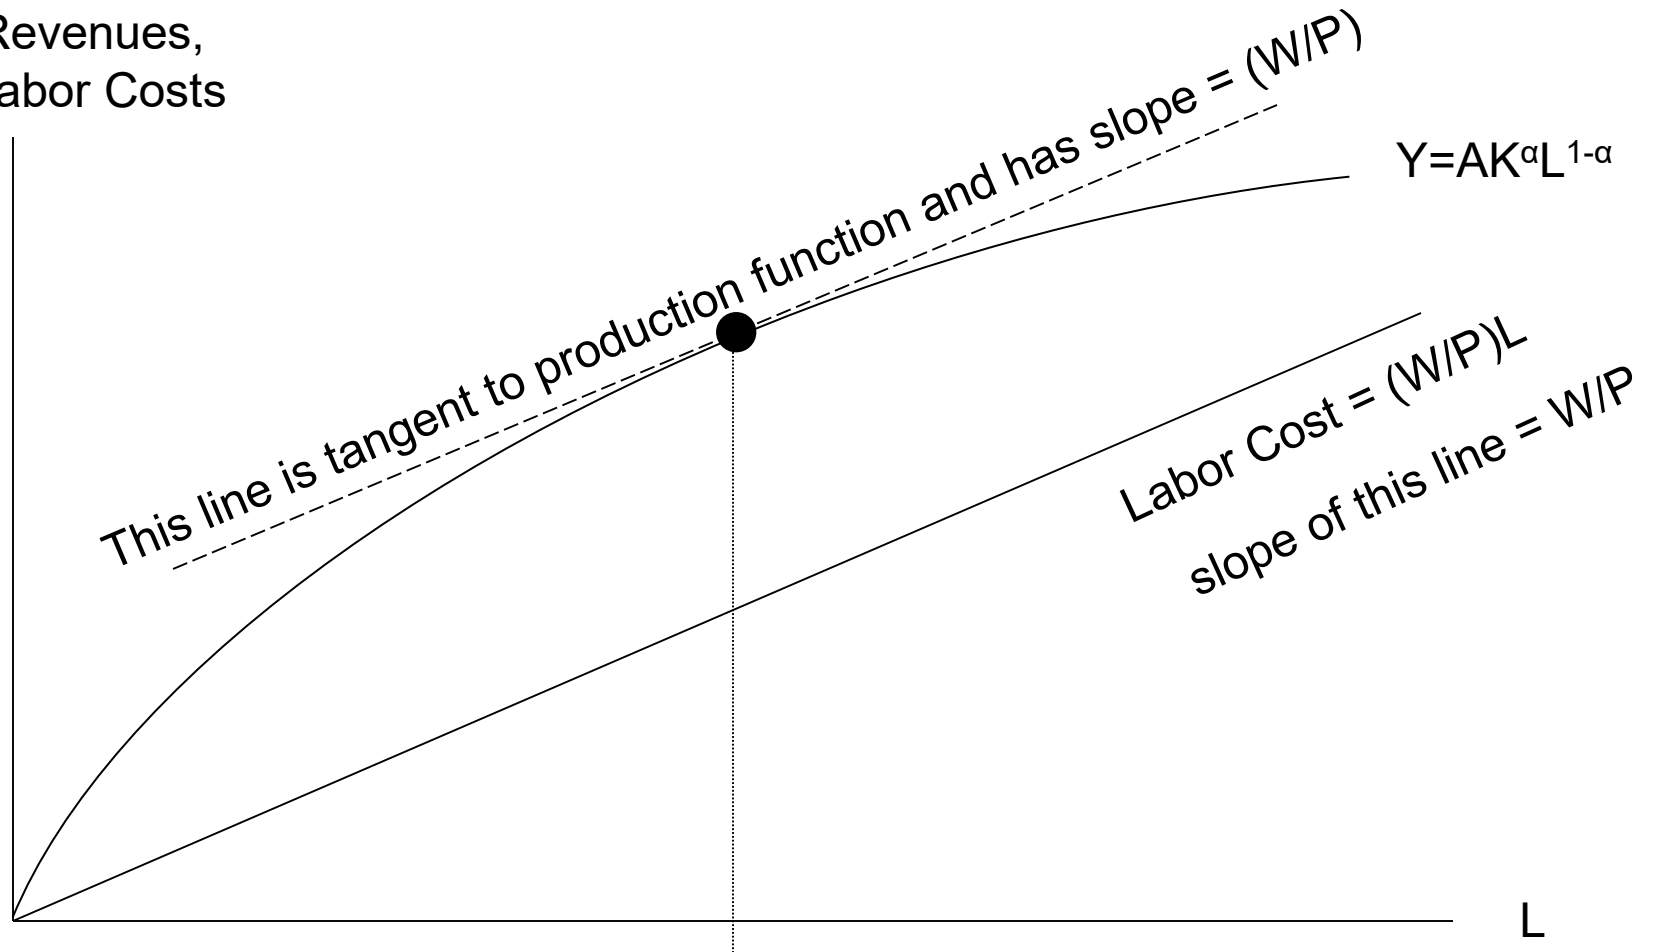 Revenues,
abor Costs
This line is tangent to production function and has slope = (W/P)
Y=AKᵅL¹⁻ᵅ
Labor Cost = (W/P)L
slope of this line = W/P
L